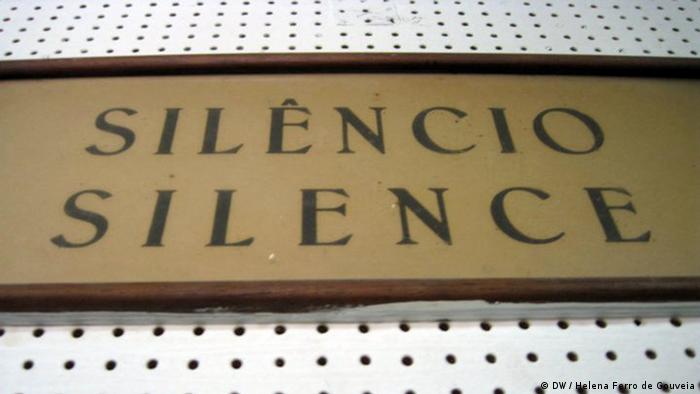 SILÊNCIO
SILENCE
© DW / Helena Ferro de Gouveia